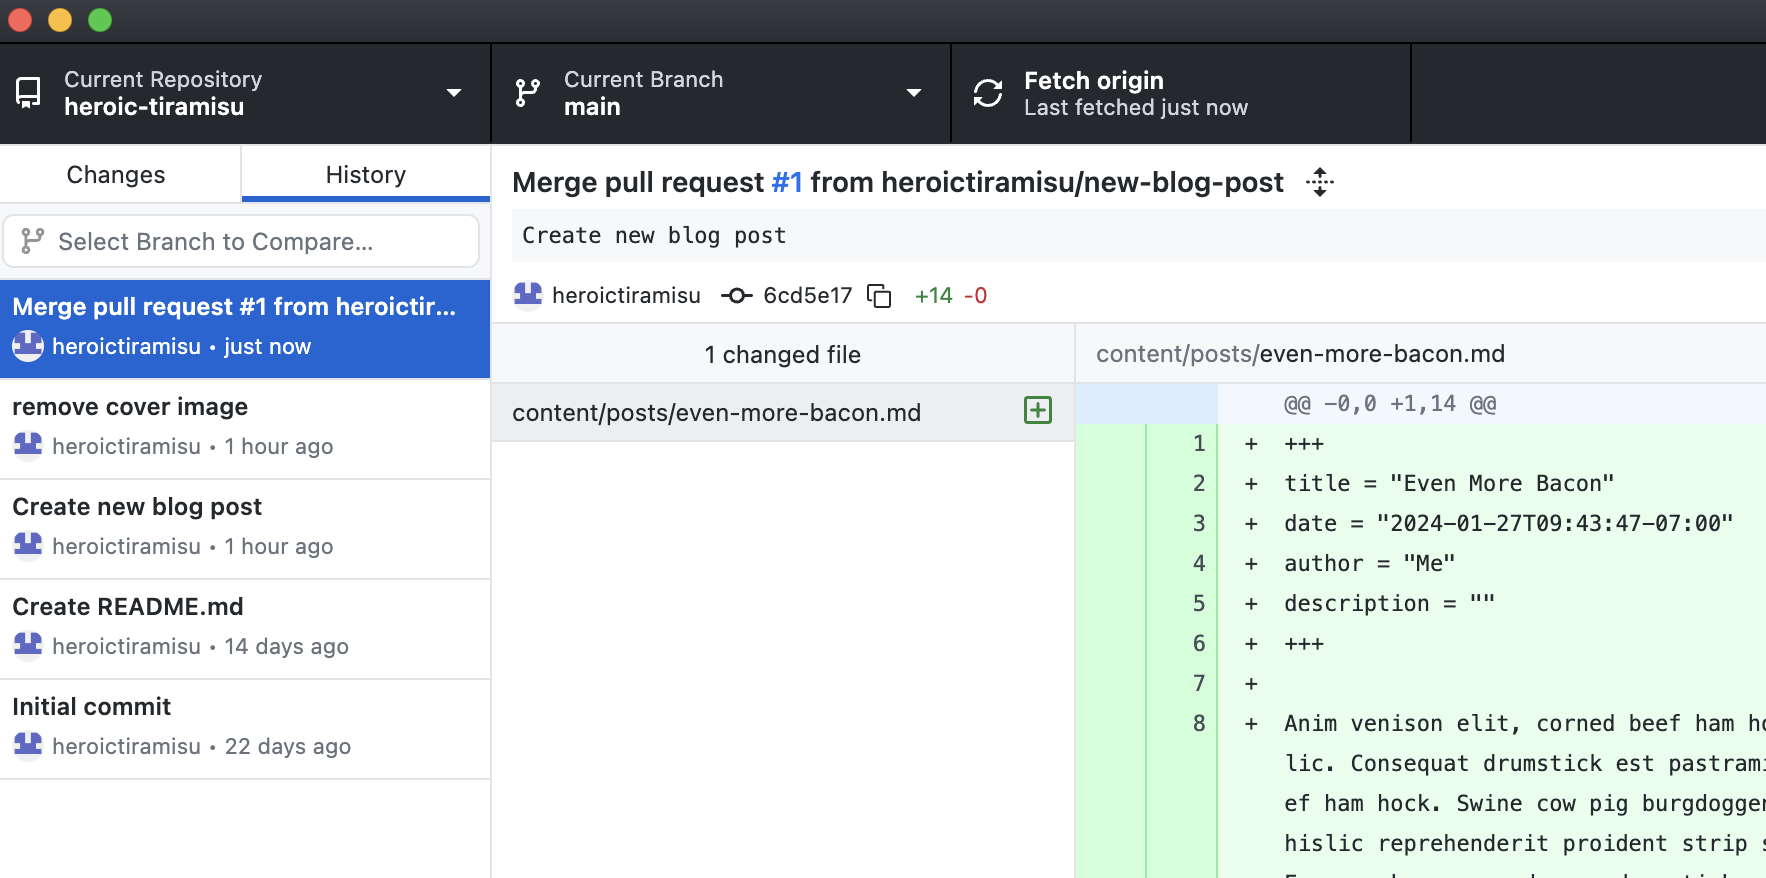 Current Repository
heroic-tiramisu
Current Branch
main
Fetch origin
Last fetched just now
Changes
History
Select Branch to Compare...
Merge pull request #1 from heroictir...
heroictiramisu • just now
remove cover image
heroictiramisu • 1 hour ago
Create new blog post
heroictiramisu • 1 hour ago
Create README.md
heroictiramisu • 14 days ago
Initial commit
heroictiramisu • 22 days ago
Merge pull request #1 from heroictiramisu/new-blog-post
Create new blog post
heroictiramisu 6cd5e17 +14 -0
1 changed file
content/posts/even-more-bacon.md
content/posts/even-more-bacon.md
@@ -0,0 +1,14 @@
1 + +++
2 + title = "Even More Bacon"
3 + date = "2024-01-27T09:43:47-07:00"
4 + author = "Me"
5 + description = ""
6 + +++
7 +
8 + Anim venison elit, corned beef ham ho
lic. Consequat drumstick est pastrami
ef ham hock. Swine cow pig burgdogger
hislic reprehenderit proident strip s